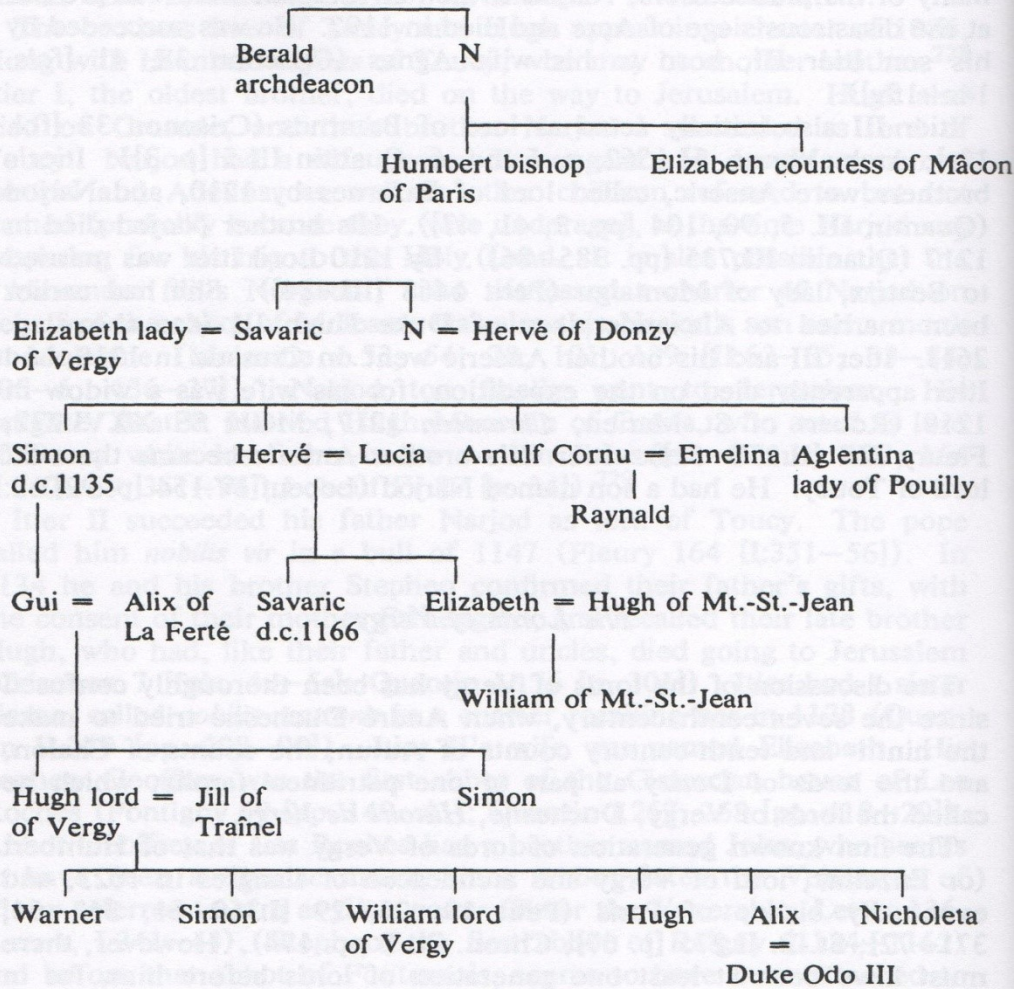 Berald N
archdeacon
Humbert bishop Elizabeth countess of Mâcon
of Paris
Elizabeth lady = Savaric N = Hervé of Donzy
of Vergy
Simon Hervé = Lucia Arnulf Cornu = Emelina Aglentina
d.c.1135 lady of Pouilly
Raynald
Gui = Alix of Savaric Elizabeth = Hugh of Mt.-St.-Jean
La Ferté d.c.1166
William of Mt.-St.-Jean
Hugh lord = Jill of Simon
of Vergy Traînel
Warner Simon William lord Hugh Alix Nicholeta
of Vergy =
Duke Odo III